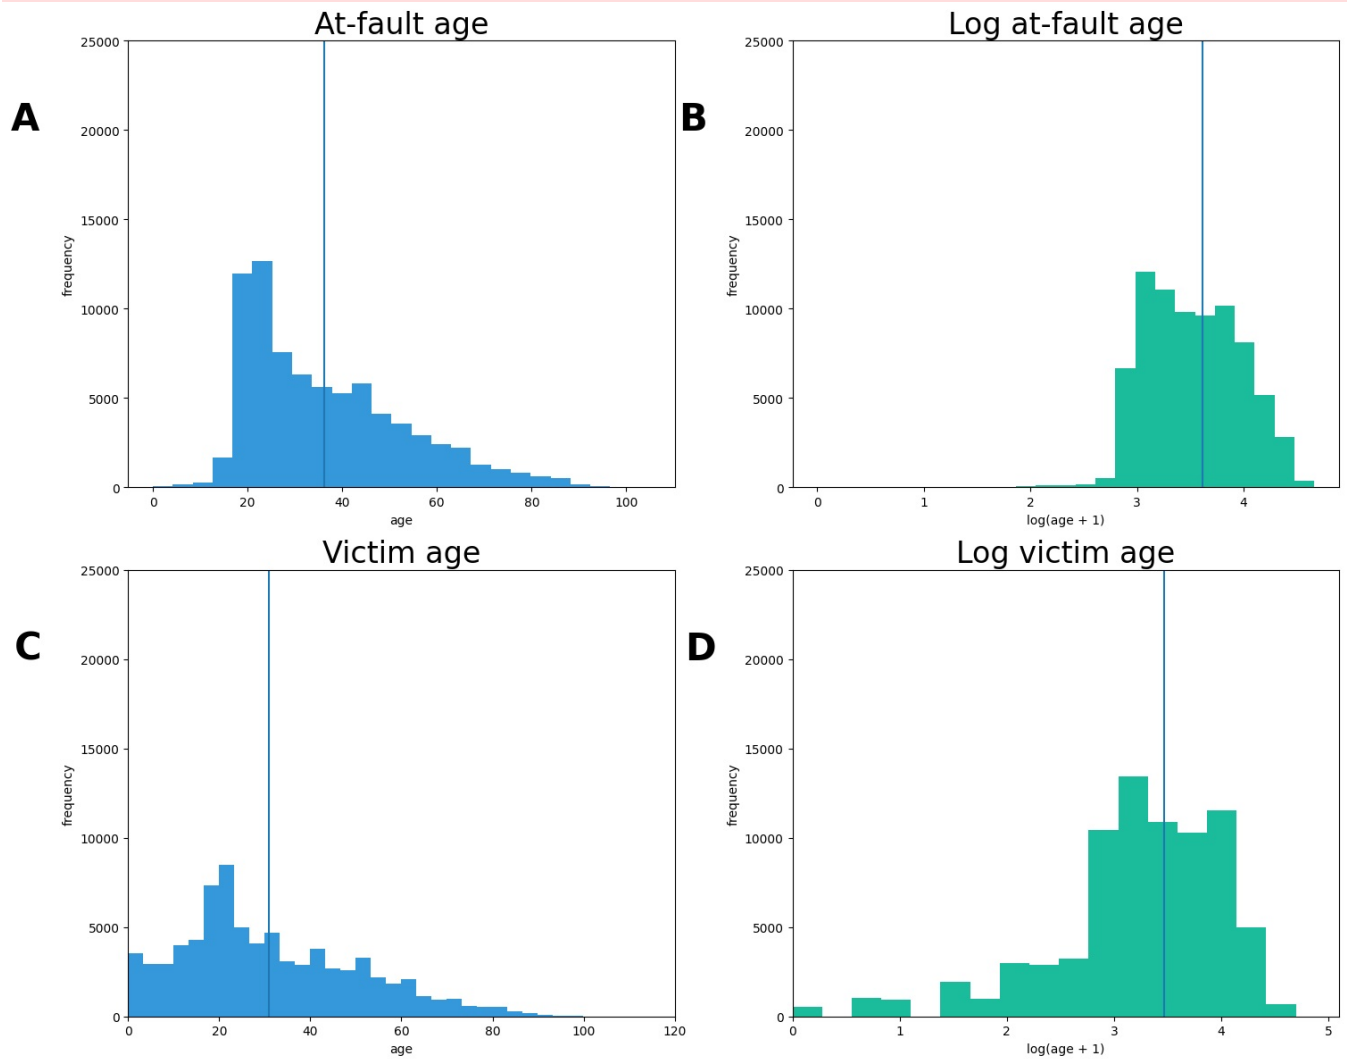 At-fault age
Log at-fault age
A
B
25000
20000
15000
10000
5000
0
frequency
0 20 40 60 80 100
age
25000
20000
15000
10000
5000
0
frequency
0 1 2 3 4
log(age + 1)
Victim age
Log victim age
C
D
25000
20000
15000
10000
5000
0
frequency
0 20 40 60 80 100 120
age
25000
20000
15000
10000
5000
0
frequency
0 1 2 3 4 5
log(age + 1)